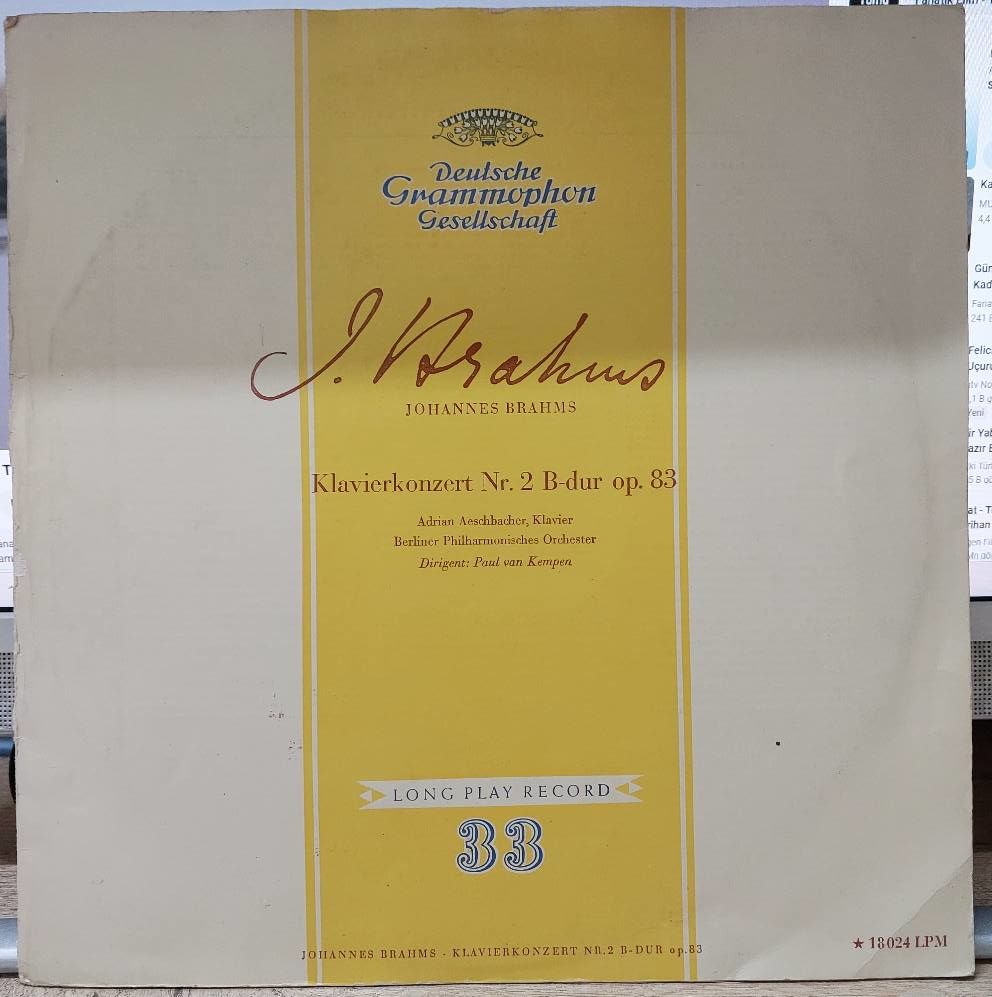 Deutsche
Grammophon
Gesellschaft
J. Brahms
JOHANNES BRAHMS
Klavierkonzert Nr. 2 B-dur op. 83
Adrian Aeschbacher, Klavier
Berliner Philharmonisches Orchester
Dirigent: Paul van Kempen
LONG PLAY RECORD
33
JOHANNES BRAHMS · KLAVIERKONZERT NR. 2 B-DUR op. 83
★ 18024 LPM